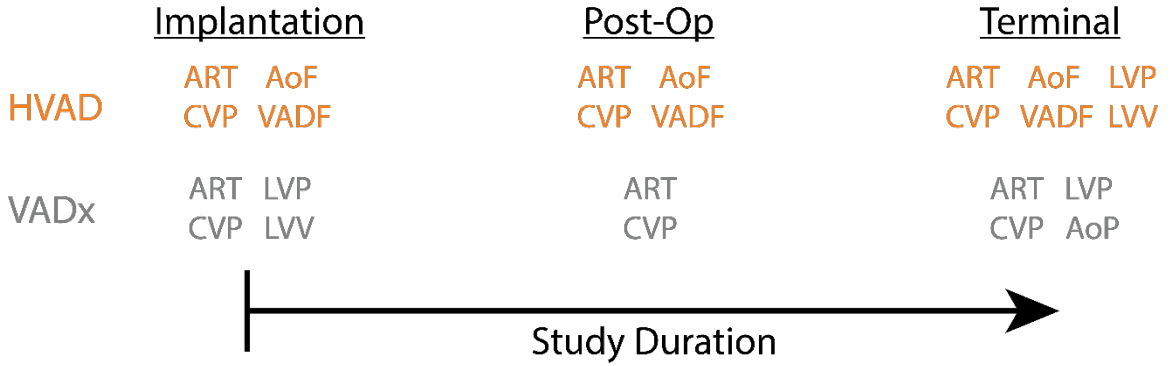 Implantation Post-Op Terminal
HVAD
ART AoF ART AoF ART AoF LVP
CVP VADF CVP VADF CVP VADF LVV
VADx
ART LVP ART ART LVP
CVP LVV CVP CVP AoP
Study Duration